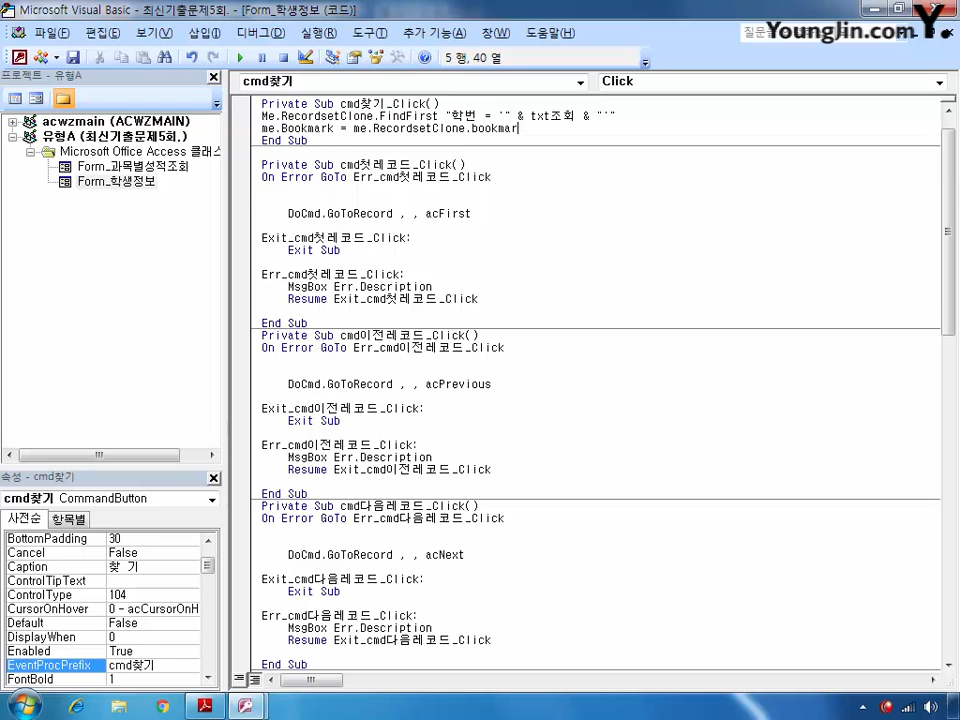 Microsoft Visual Basic - 최신기출문제5회. - [Form_학생정보 (코드)]
파일(F) 편집(E) 보기(V) 삽입(I) 디버그(D) 실행(R) 도구(T) 추가 기능(A) 창(W) 도움말(H)
Younglin.com Y.
5 행, 40 열
프로젝트 - 유형A
acwzmain (ACWZMAIN)
유형A (최신기출문제5회.)
Microsoft Office Access 클래스
Form_과목별성적조회
Form_학생정보
cmd찾기 Click
Private Sub cmd찾기_Click()
Me.RecordsetClone.FindFirst "학번 = '" & txt조회 & "'"
me.Bookmark = me.RecordsetClone.bookmar
End Sub
Private Sub cmd첫레코드_Click()
On Error GoTo Err_cmd첫레코드_Click
DoCmd.GoToRecord , , acFirst
Exit_cmd첫레코드_Click:
Exit Sub
Err_cmd첫레코드_Click:
MsgBox Err.Description
Resume Exit_cmd첫레코드_Click
End Sub
Private Sub cmd이전레코드_Click()
On Error GoTo Err_cmd이전레코드_Click
DoCmd.GoToRecord , , acPrevious
Exit_cmd이전레코드_Click:
Exit Sub
Err_cmd이전레코드_Click:
MsgBox Err.Description
Resume Exit_cmd이전레코드_Click
End Sub
Private Sub cmd다음레코드_Click()
On Error GoTo Err_cmd다음레코드_Click
DoCmd.GoToRecord , , acNext
Exit_cmd다음레코드_Click:
Exit Sub
Err_cmd다음레코드_Click:
MsgBox Err.Description
Resume Exit_cmd다음레코드_Click
End Sub
속성 - cmd찾기
cmd찾기 CommandButton
사전순 항목별
BottomPadding 30
Cancel False
Caption 찾 기
ControlTipText
ControlType 104
CursorOnHover 0 - acCursorOnH
Default False
DisplayWhen 0
Enabled True
EventProcPrefix cmd찾기
FontBold 1